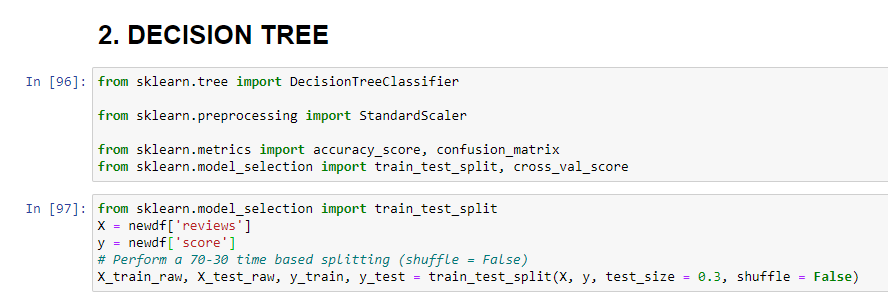 2. DECISION TREE
In [96]: from sklearn.tree import DecisionTreeClassifier
from sklearn.preprocessing import StandardScaler
from sklearn.metrics import accuracy_score, confusion_matrix
from sklearn.model_selection import train_test_split, cross_val_score
In [97]: from sklearn.model_selection import train_test_split
X = newdf['reviews']
y = newdf['score']
# Perform a 70-30 time based splitting (shuffle = False)
X_train_raw, X_test_raw, y_train, y_test = train_test_split(X, y, test_size = 0.3, shuffle = False)